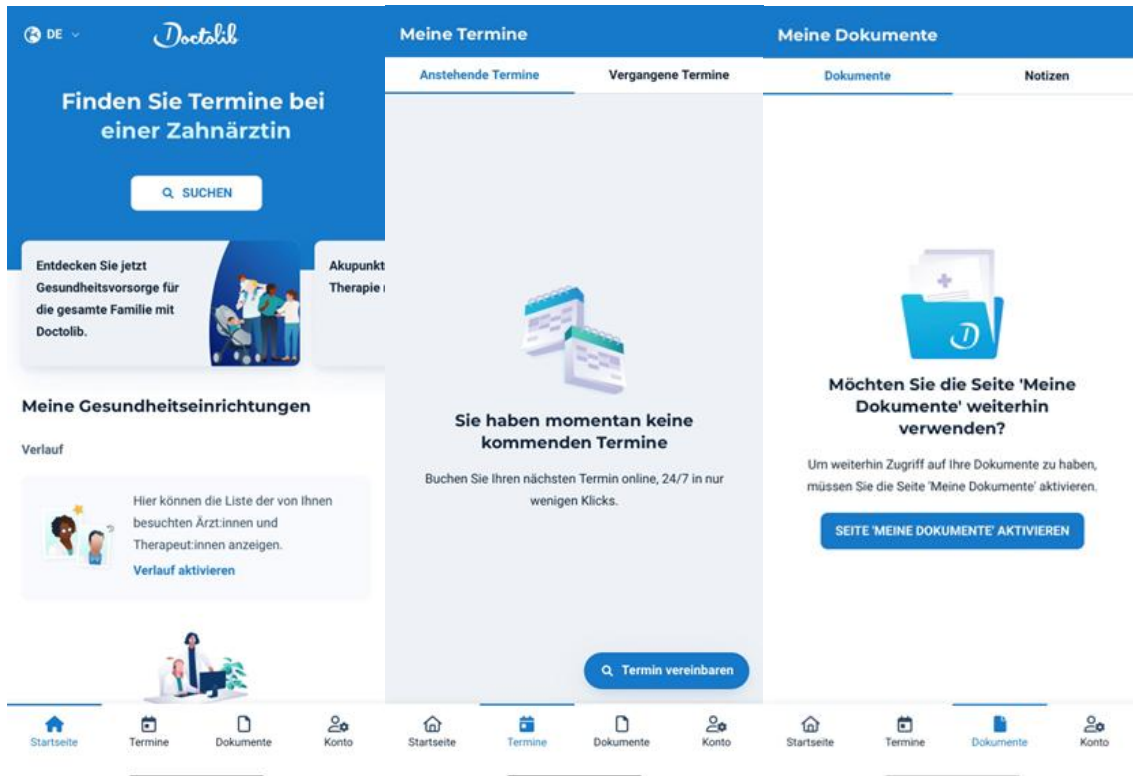 DE
Doctolib
Finden Sie Termine bei
einer Zahnärztin
SUCHEN
Entdecken Sie jetzt
Gesundheitsvorsorge für
die gesamte Familie mit
Doctolib.
Akupunkt
Therapie
Meine Gesundheitseinrichtungen
Verlauf
Hier können die Liste der von Ihnen
besuchten Ärzt:innen und
Therapeut:innen anzeigen.
Verlauf aktivieren
Startseite
Termine
Dokumente
Konto
Meine Termine
Anstehende Termine
Vergangene Termine
Sie haben momentan keine
kommenden Termine
Buchen Sie Ihren nächsten Termin online, 24/7 in nur
wenigen Klicks.
Termin vereinbaren
Startseite
Termine
Dokumente
Konto
Meine Dokumente
Dokumente
Notizen
Möchten Sie die Seite 'Meine
Dokumente' weiterhin
verwenden?
Um weiterhin Zugriff auf Ihre Dokumente zu haben,
müssen Sie die Seite 'Meine Dokumente' aktivieren.
SEITE 'MEINE DOKUMENTE' AKTIVIEREN
Startseite
Termine
Dokumente
Konto